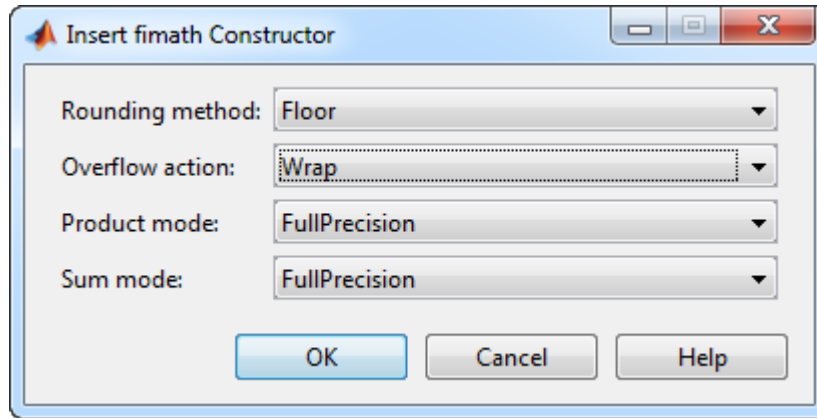 Insert fimath Constructor
Rounding method: Floor
Overflow action: Wrap
Product mode: FullPrecision
Sum mode: FullPrecision
OK Cancel Help